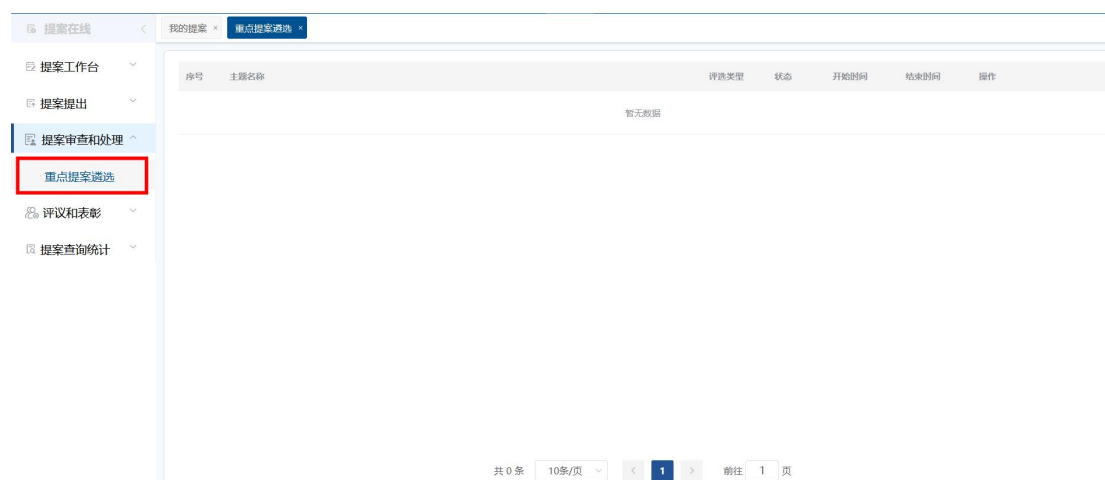 提案在线
我的提案 × 重点提案遴选 ×
提案工作台
序号 主题名称 评选类型 状态 开始时间 结束时间 操作
提案提出
暂无数据
提案审查和处理
重点提案遴选
评议和表彰
提案查询统计
共 0 条 10条/页 1 前往 1 页